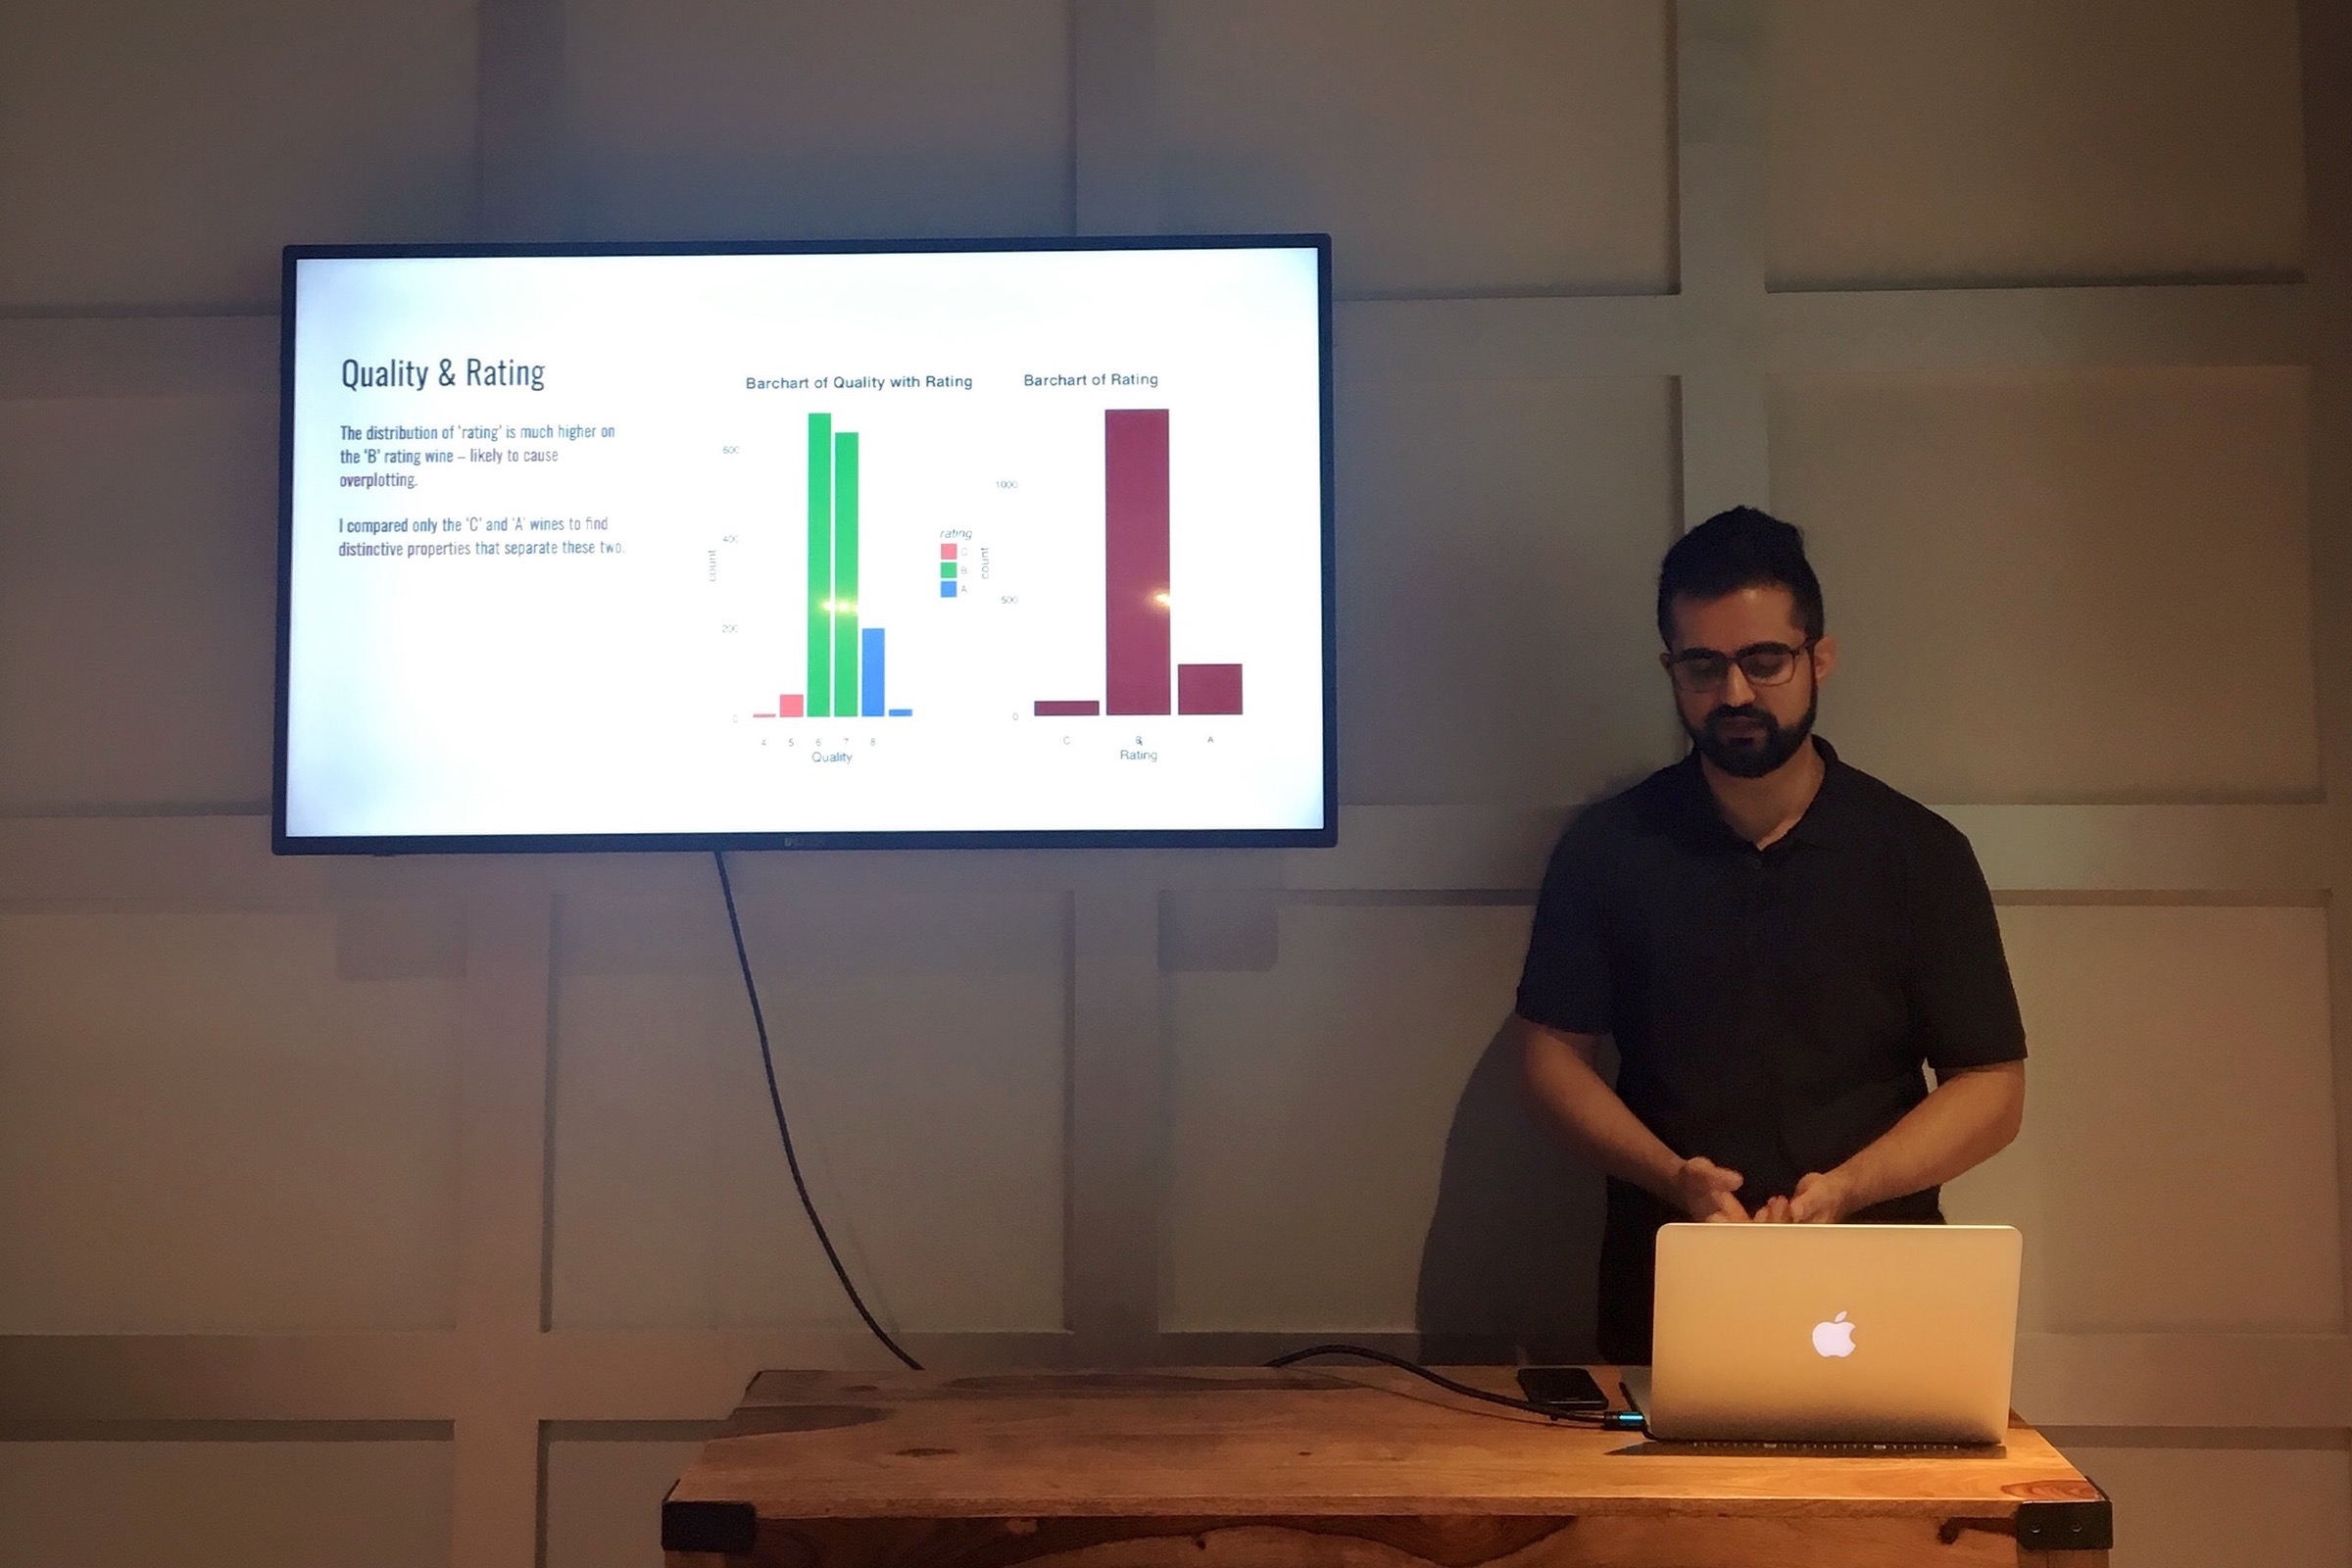 Quality & Rating
The distribution of 'rating' is much higher on
the 'B' rating wine – likely to cause
overplotting.
I compared only the 'C' and 'A' wines to find
distinctive properties that separate these two.
Barchart of Quality with Rating
600
400
200
0
count
4 5 6 7 8
Quality
rating
C
B
A
Barchart of Rating
1000
500
0
count
C B A
Rating